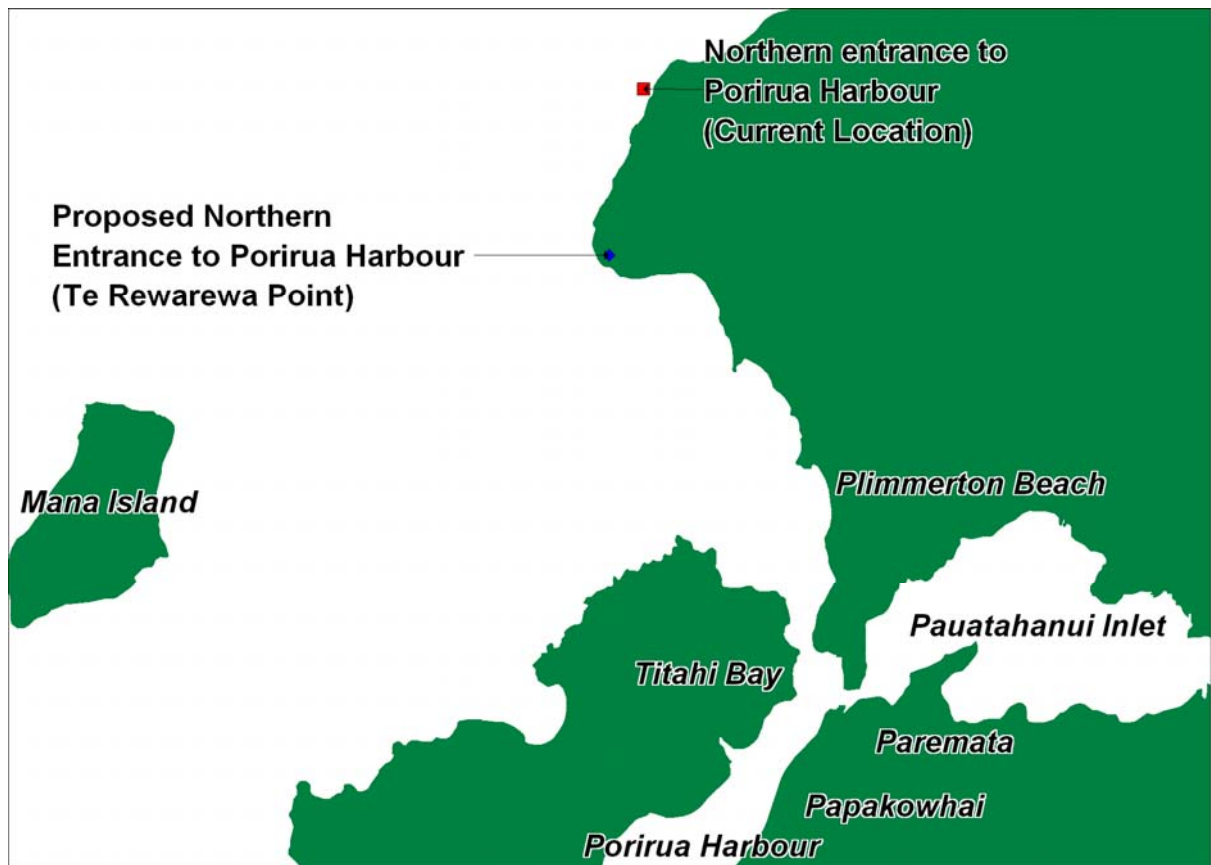 Northern entrance to
Porirua Harbour
(Current Location)
Proposed Northern
Entrance to Porirua Harbour
(Te Rewarewa Point)
Mana Island
Plimmerton Beach
Pauatahanui Inlet
Titahi Bay
Paremata
Papakowhai
Porirua Harbour